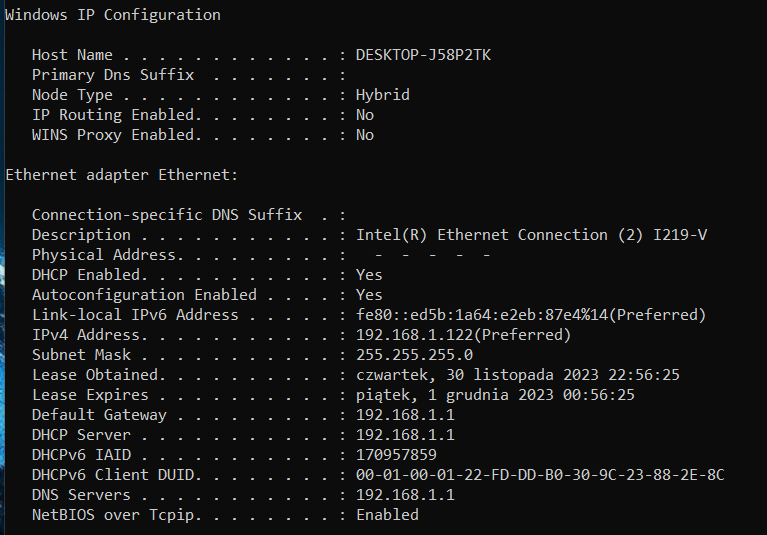 Windows IP Configuration
Host Name . . . . . . . . . . . . : DESKTOP-J58P2TK
Primary Dns Suffix  . . . . . . . :
Node Type . . . . . . . . . . . . : Hybrid
IP Routing Enabled. . . . . . . . : No
WINS Proxy Enabled. . . . . . . . : No
Ethernet adapter Ethernet:
Connection-specific DNS Suffix  . :
Description . . . . . . . . . . . : Intel(R) Ethernet Connection (2) I219-V
Physical Address. . . . . . . . . :   -  -  -  -  -
DHCP Enabled. . . . . . . . . . . : Yes
Autoconfiguration Enabled . . . . : Yes
Link-local IPv6 Address . . . . . : fe80::ed5b:1a64:e2eb:87e4%14(Preferred)
IPv4 Address. . . . . . . . . . . : 192.168.1.122(Preferred)
Subnet Mask . . . . . . . . . . . : 255.255.255.0
Lease Obtained. . . . . . . . . . : czwartek, 30 listopada 2023 22:56:25
Lease Expires . . . . . . . . . . : piątek, 1 grudnia 2023 00:56:25
Default Gateway . . . . . . . . . : 192.168.1.1
DHCP Server . . . . . . . . . . . : 192.168.1.1
DHCPv6 IAID . . . . . . . . . . . : 170957859
DHCPv6 Client DUID. . . . . . . . : 00-01-00-01-22-FD-DD-B0-30-9C-23-88-2E-8C
DNS Servers . . . . . . . . . . . : 192.168.1.1
NetBIOS over Tcpip. . . . . . . . : Enabled